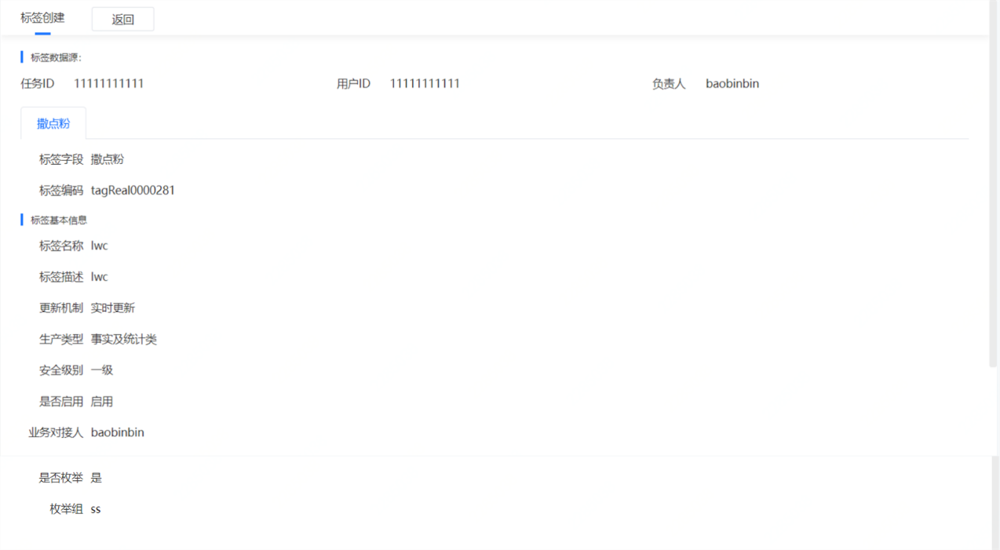 标签创建 返回
标签数据源:
任务ID 11111111111 用户ID 11111111111 负责人 baobinbin
撒点粉
标签字段 撒点粉
标签编码 tagReal0000281
标签基本信息
标签名称 lwc
标签描述 lwc
更新机制 实时更新
生产类型 事实及统计类
安全级别 一级
是否启用 启用
业务对接人 baobinbin
是否枚举 是
枚举组 ss